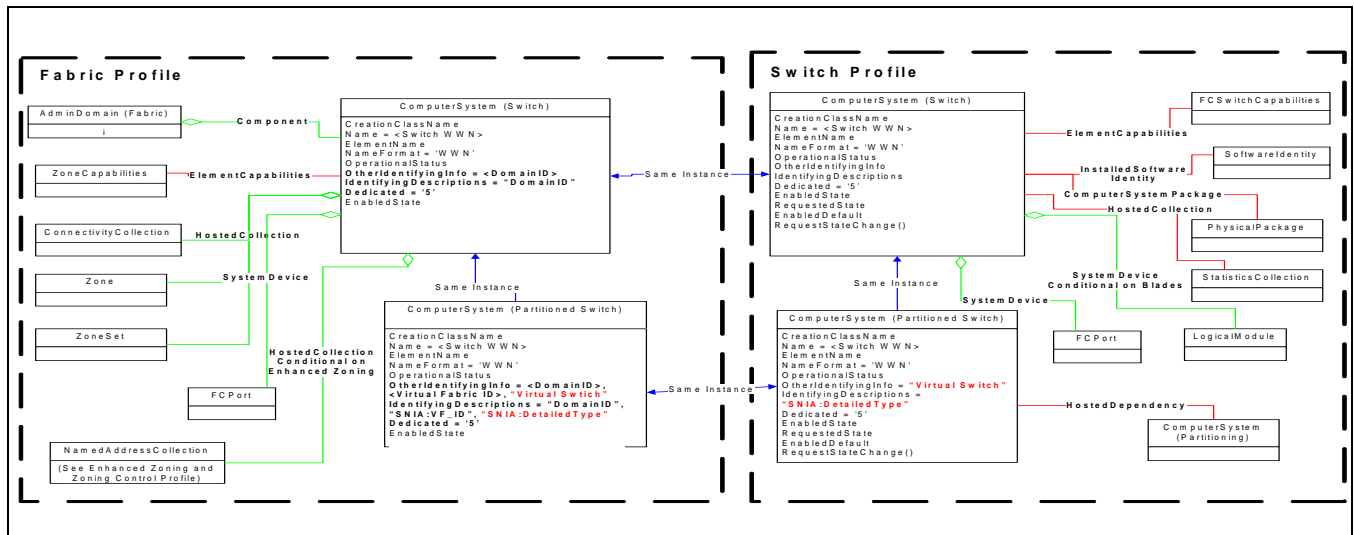 Fabric Profile
AdminDomain (Fabric)
i
Component
ZoneCapabilities
ElementCapabilities
ConnectivityCollection
HostedCollection
Zone
SystemDevice
ZoneSet
HostedCollection
Conditional on
Enhanced Zoning
FCPort
NamedAddressCollection
(See Enhanced Zoning and
Zoning Control Profile)
ComputerSystem (Switch)
CreationClassName
Name = <Switch WWN>
ElementName
NameFormat = 'WWN'
OperationalStatus
OtherIdentifyingInfo = <DomainID>
IdentifyingDescriptions = "DomainID"
Dedicated = '5'
EnabledState
Same Instance
ComputerSystem (Partitioned Switch)
CreationClassName
Name = <Switch WWN>
ElementName
NameFormat = 'WWN'
OperationalStatus
OtherIdentifyingInfo = <DomainID>,
<Virtual Fabric ID>, "Virtual Swtich"
IdentifyingDescriptions = "DomainID",
"SNIA:VF_ID", "SNIA:DetailedType"
Dedicated = '5'
EnabledState
Same Instance
Same Instance
Switch Profile
ComputerSystem (Switch)
CreationClassName
Name = <Switch WWN>
ElementName
NameFormat = 'WWN'
OperationalStatus
OtherIdentifyingInfo
IdentifyingDescriptions
Dedicated = '5'
EnabledState
RequestedState
EnabledDefault
RequestStateChange()
Same Instance
ComputerSystem (Partitioned Switch)
CreationClassName
Name = <Switch WWN>
ElementName
NameFormat = 'WWN'
OperationalStatus
OtherIdentifyingInfo = "Virtual Switch"
IdentifyingDescriptions =
"SNIA:DetailedType"
Dedicated = '5'
EnabledState
RequestedState
EnabledDefault
RequestStateChange()
FCSwitchCapabilities
ElementCapabilities
SoftwareIdentity
InstalledSoftware
Identity
ComputerSystemPackage
HostedCollection
PhysicalPackage
StatisticsCollection
SystemDevice
Conditional on Blades
SystemDevice
FCPort
LogicalModule
HostedDependency
ComputerSystem
(Partitioning)